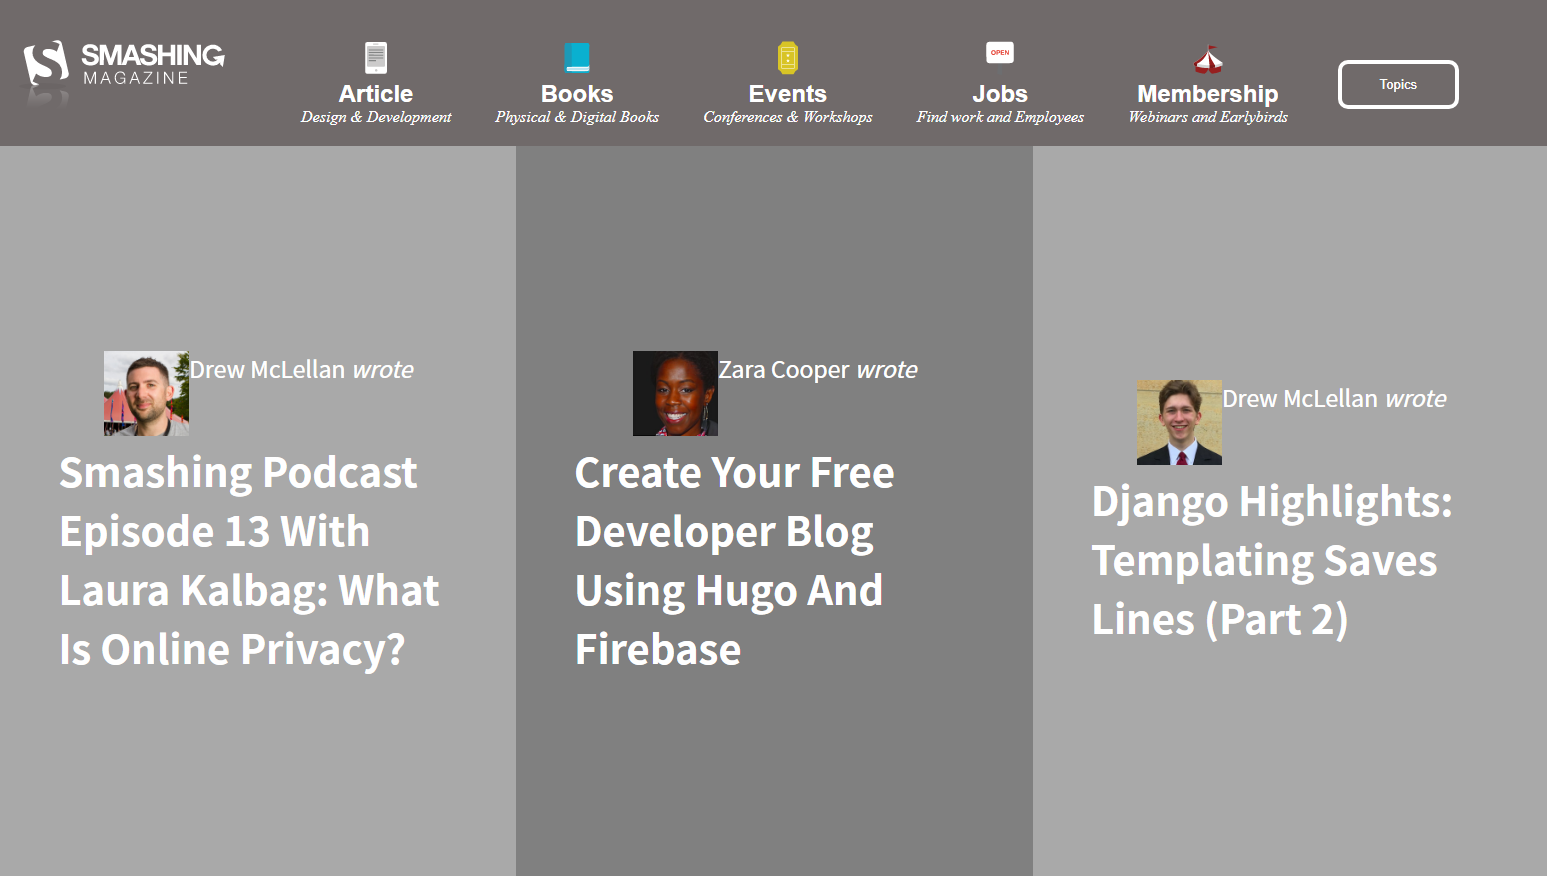 SMASHING
MAGAZINE
Article
Design & Development
Books
Physical & Digital Books
Events
Conferences & Workshops
OPEN
Jobs
Find work and Employees
Membership
Webinars and Earlybirds
Topics
Drew McLellan wrote
Smashing Podcast
Episode 13 With
Laura Kalbag: What
Is Online Privacy?
Zara Cooper wrote
Create Your Free
Developer Blog
Using Hugo And
Firebase
Drew McLellan wrote
Django Highlights:
Templating Saves
Lines (Part 2)